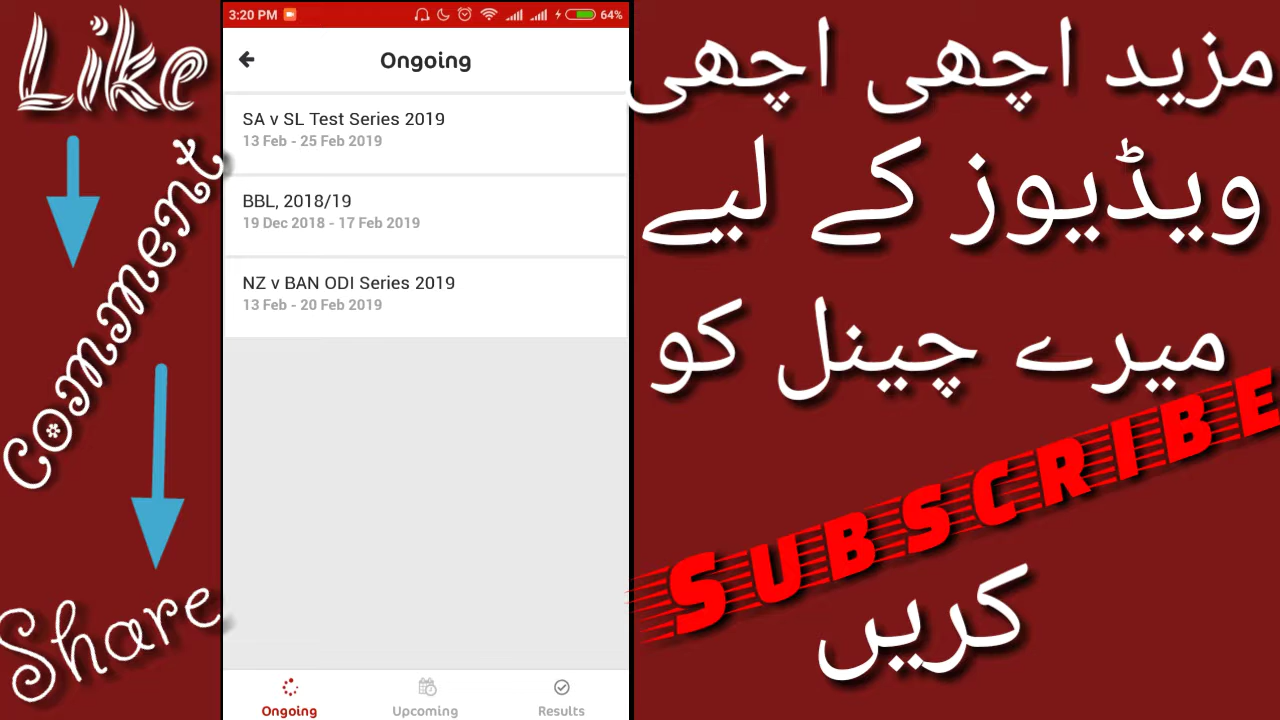 Like
Comment
Share
3:20 PM
64%
Ongoing
SA v SL Test Series 2019
13 Feb - 25 Feb 2019
BBL, 2018/19
19 Dec 2018 - 17 Feb 2019
NZ v BAN ODI Series 2019
13 Feb - 20 Feb 2019
Ongoing
Upcoming
Results
مزید اچھی اچھی
ویڈیوز کے لیے
میرے چینل کو
SUBSCRIBE
کریں